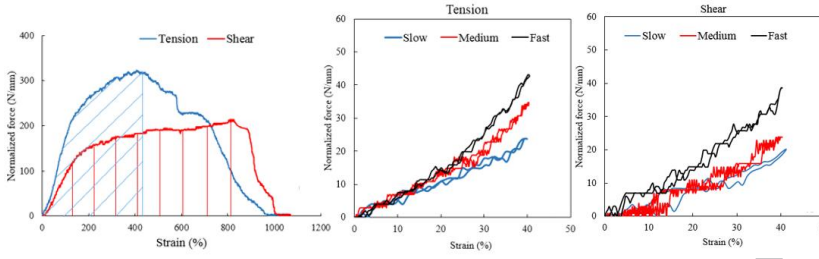 Tension Shear
Normalized force (N/mm)
400
300
200
100
0
0 200 400 600 800 1000 1200
Strain (%)
Tension
Slow Medium Fast
Normalized force (N/mm)
60
50
40
30
20
10
0
0 10 20 30 40 50
Strain (%)
Shear
Slow Medium Fast
Normalized force (N/mm)
60
50
40
30
20
10
0
0 10 20 30 40 50
Strain (%)